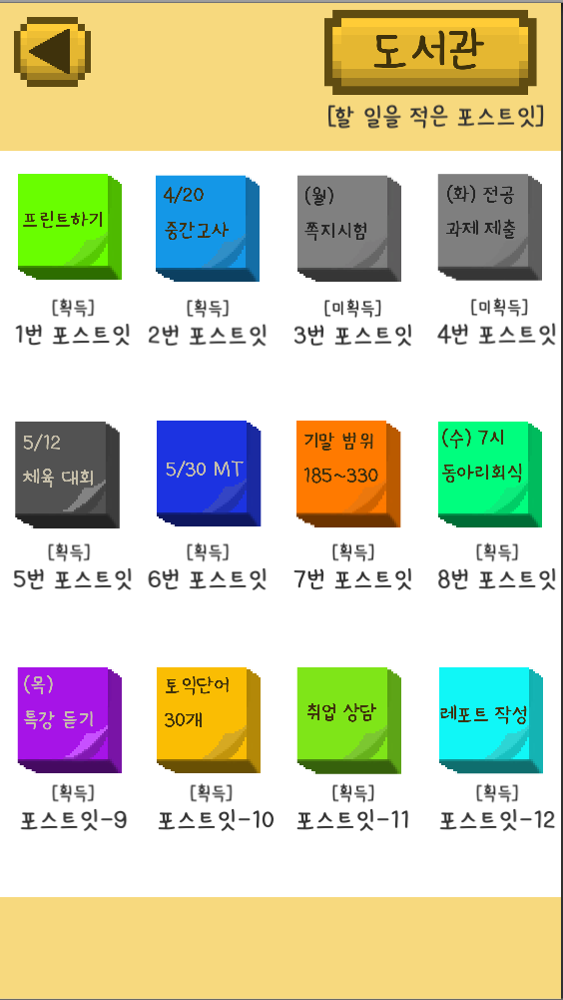 도서관
[할 일을 적은 포스트잇]
프린트하기
[획득]
1번 포스트잇
4/20
중간고사
[획득]
2번 포스트잇
(월)
쪽지시험
[미획득]
3번 포스트잇
(화) 전공
과제 제출
[미획득]
4번 포스트잇
5/12
체육 대회
[획득]
5번 포스트잇
5/30 MT
[획득]
6번 포스트잇
기말 범위
185~330
[획득]
7번 포스트잇
(수) 7시
동아리회식
[획득]
8번 포스트잇
(목)
특강 듣기
[획득]
포스트잇-9
토익단어
30개
[획득]
포스트잇-10
취업 상담
[획득]
포스트잇-11
레포트 작성
[획득]
포스트잇-12